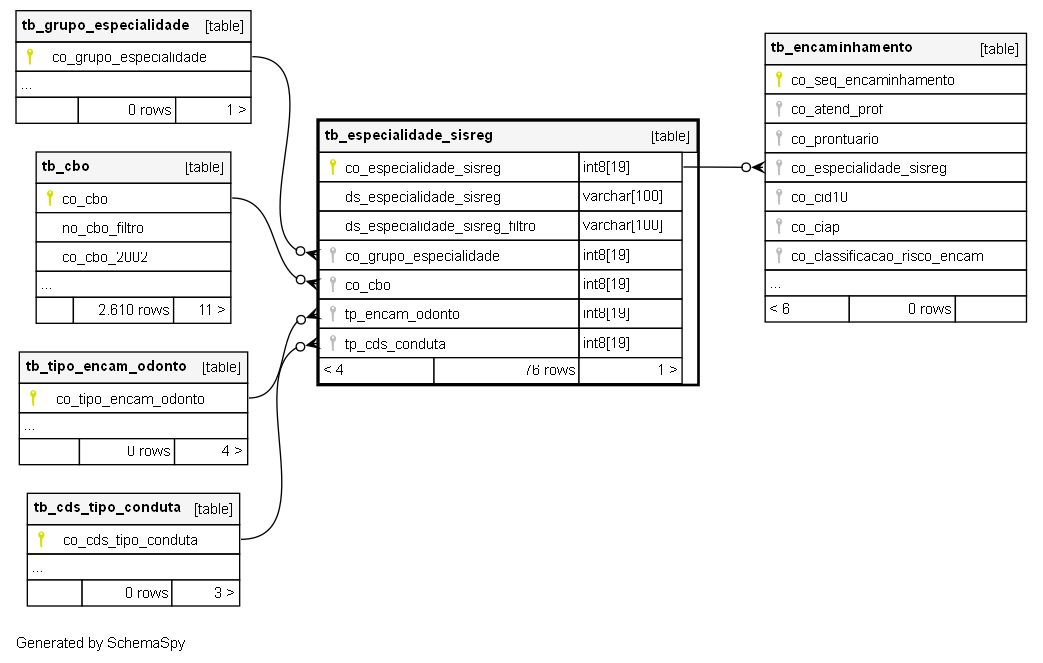 tb_grupo_especialidade [table]
co_grupo_especialidade
...
0 rows 1 >
tb_cbo [table]
co_cbo
no_cbo_filtro
co_cbo_2002
...
2.610 rows 11 >
tb_tipo_encam_odonto [table]
co_tipo_encam_odonto
...
0 rows 4 >
tb_cds_tipo_conduta [table]
co_cds_tipo_conduta
...
0 rows 3 >
tb_especialidade_sisreg [table]
co_especialidade_sisreg int8[19]
ds_especialidade_sisreg varchar[100]
ds_especialidade_sisreg_filtro varchar[100]
co_grupo_especialidade int8[19]
co_cbo int8[19]
tp_encam_odonto int8[19]
tp_cds_conduta int8[19]
< 4 76 rows 1 >
tb_encaminhamento [table]
co_seq_encaminhamento
co_atend_prof
co_prontuario
co_especialidade_sisreg
co_cid10
co_ciap
co_classificacao_risco_encam
...
< 6 0 rows
Generated by SchemaSpy